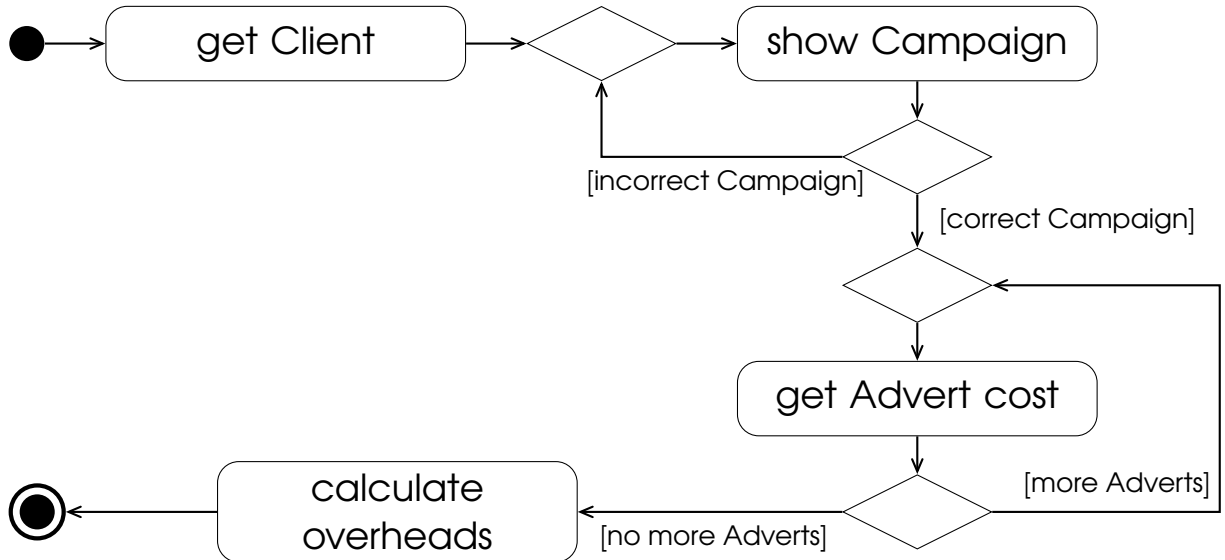 get Client
show Campaign
[incorrect Campaign]
[correct Campaign]
get Advert cost
[more Adverts]
calculate
overheads
[no more Adverts]